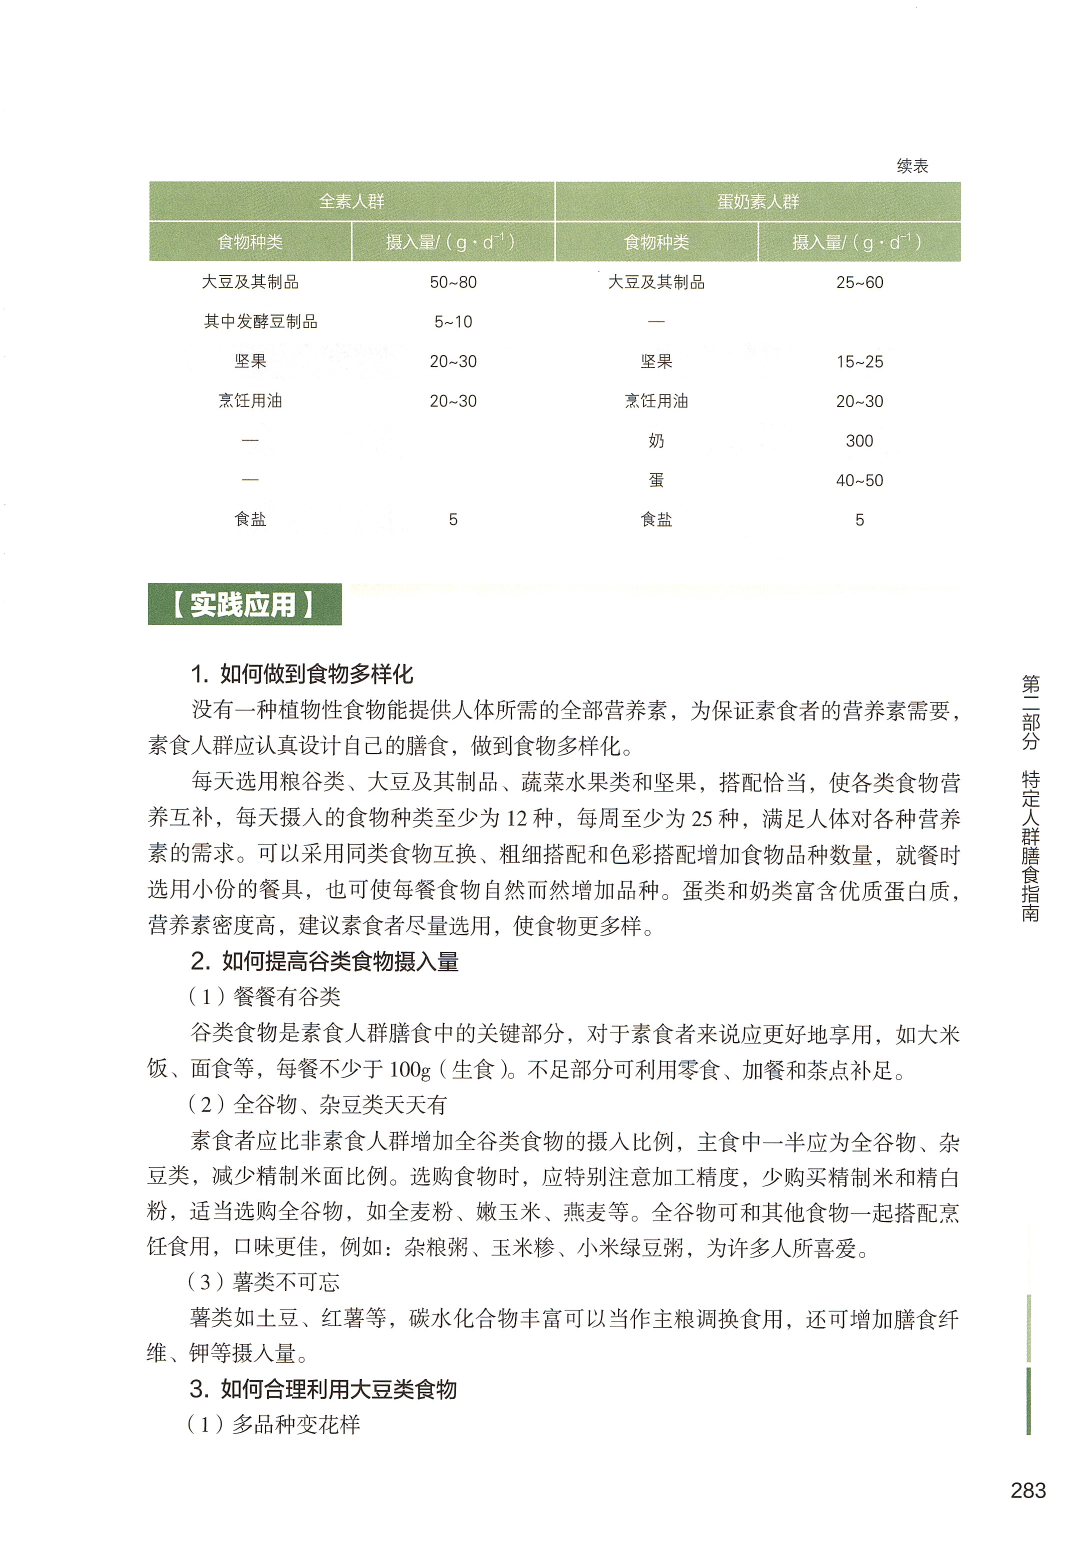 续表
全素人群 蛋奶素人群
食物种类 摄入量/（g·d⁻¹） 食物种类 摄入量/（g·d⁻¹）
大豆及其制品 50~80 大豆及其制品 25~60
其中发酵豆制品 5~10 —
坚果 20~30 坚果 15~25
烹饪用油 20~30 烹饪用油 20~30
— 奶 300
— 蛋 40~50
食盐 5 食盐 5
【实践应用】
1. 如何做到食物多样化
没有一种植物性食物能提供人体所需的全部营养素，为保证素食者的营养素需要，
素食人群应认真设计自己的膳食，做到食物多样化。
每天选用粮谷类、大豆及其制品、蔬菜水果类和坚果，搭配恰当，使各类食物营
养互补，每天摄入的食物种类至少为 12 种，每周至少为 25 种，满足人体对各种营养
素的需求。可以采用同类食物互换、粗细搭配和色彩搭配增加食物品种数量，就餐时
选用小份的餐具，也可使每餐食物自然而然增加品种。蛋类和奶类富含优质蛋白质，
营养素密度高，建议素食者尽量选用，使食物更多样。
2. 如何提高谷类食物摄入量
（1）餐餐有谷类
谷类食物是素食人群膳食中的关键部分，对于素食者来说应更好地享用，如大米
饭、面食等，每餐不少于 100g（生食）。不足部分可利用零食、加餐和茶点补足。
（2）全谷物、杂豆类天天有
素食者应比非素食人群增加全谷类食物的摄入比例，主食中一半应为全谷物、杂
豆类，减少精制米面比例。选购食物时，应特别注意加工精度，少购买精制米和精白
粉，适当选购全谷物，如全麦粉、嫩玉米、燕麦等。全谷物可和其他食物一起搭配烹
饪食用，口味更佳，例如：杂粮粥、玉米糁、小米绿豆粥，为许多人所喜爱。
（3）薯类不可忘
薯类如土豆、红薯等，碳水化合物丰富可以当作主粮调换食用，还可增加膳食纤
维、钾等摄入量。
3. 如何合理利用大豆类食物
（1）多品种变花样
第二部分 特定人群膳食指南
283